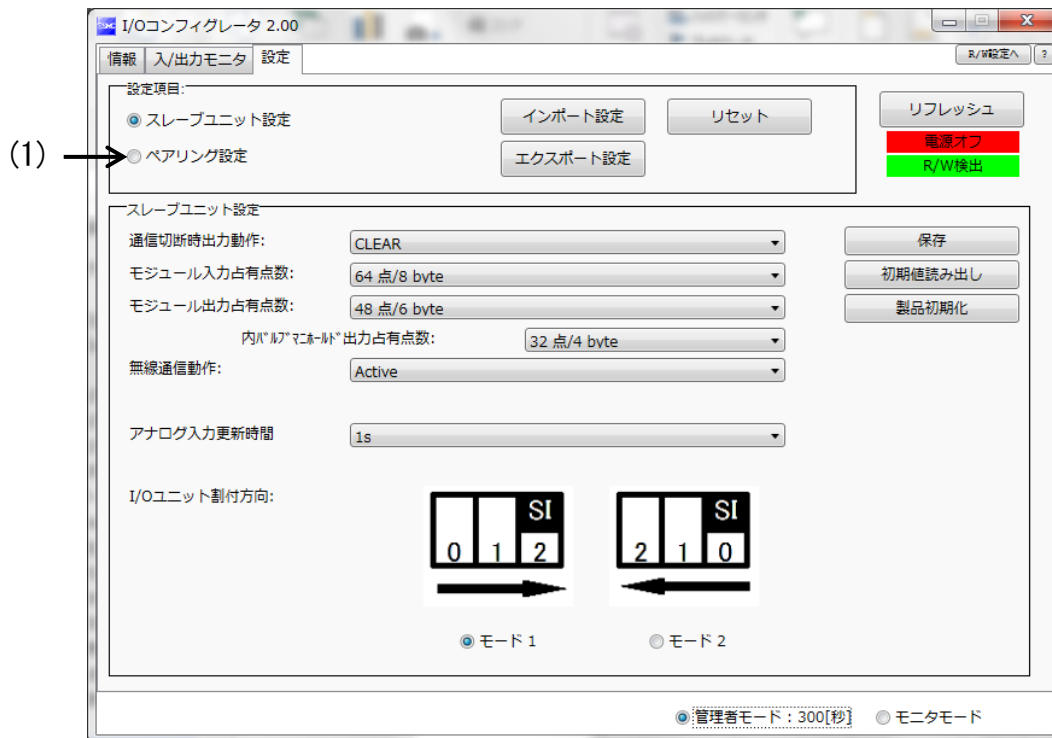 I/Oコンフィグレータ 2.00
情報 入/出力モニタ 設定 R/W設定へ ?
設定項目:
スレーブユニット設定 インポート設定 リセット リフレッシュ
(1) ペアリング設定 エクスポート設定 電源オフ
R/W検出
スレーブユニット設定
通信切断時出力動作: CLEAR 保存
モジュール入力占有点数: 64 点/8 byte 初期値読み出し
モジュール出力占有点数: 48 点/6 byte 製品初期化
内ﾊﾞﾙﾌﾞﾏﾆﾎｰﾙﾄﾞ出力占有点数: 32 点/4 byte
無線通信動作: Active
アナログ入力更新時間 1s
I/Oユニット割付方向:
SI SI
0 1 2 2 1 0
モード 1 モード 2
管理者モード : 300[秒] モニタモード